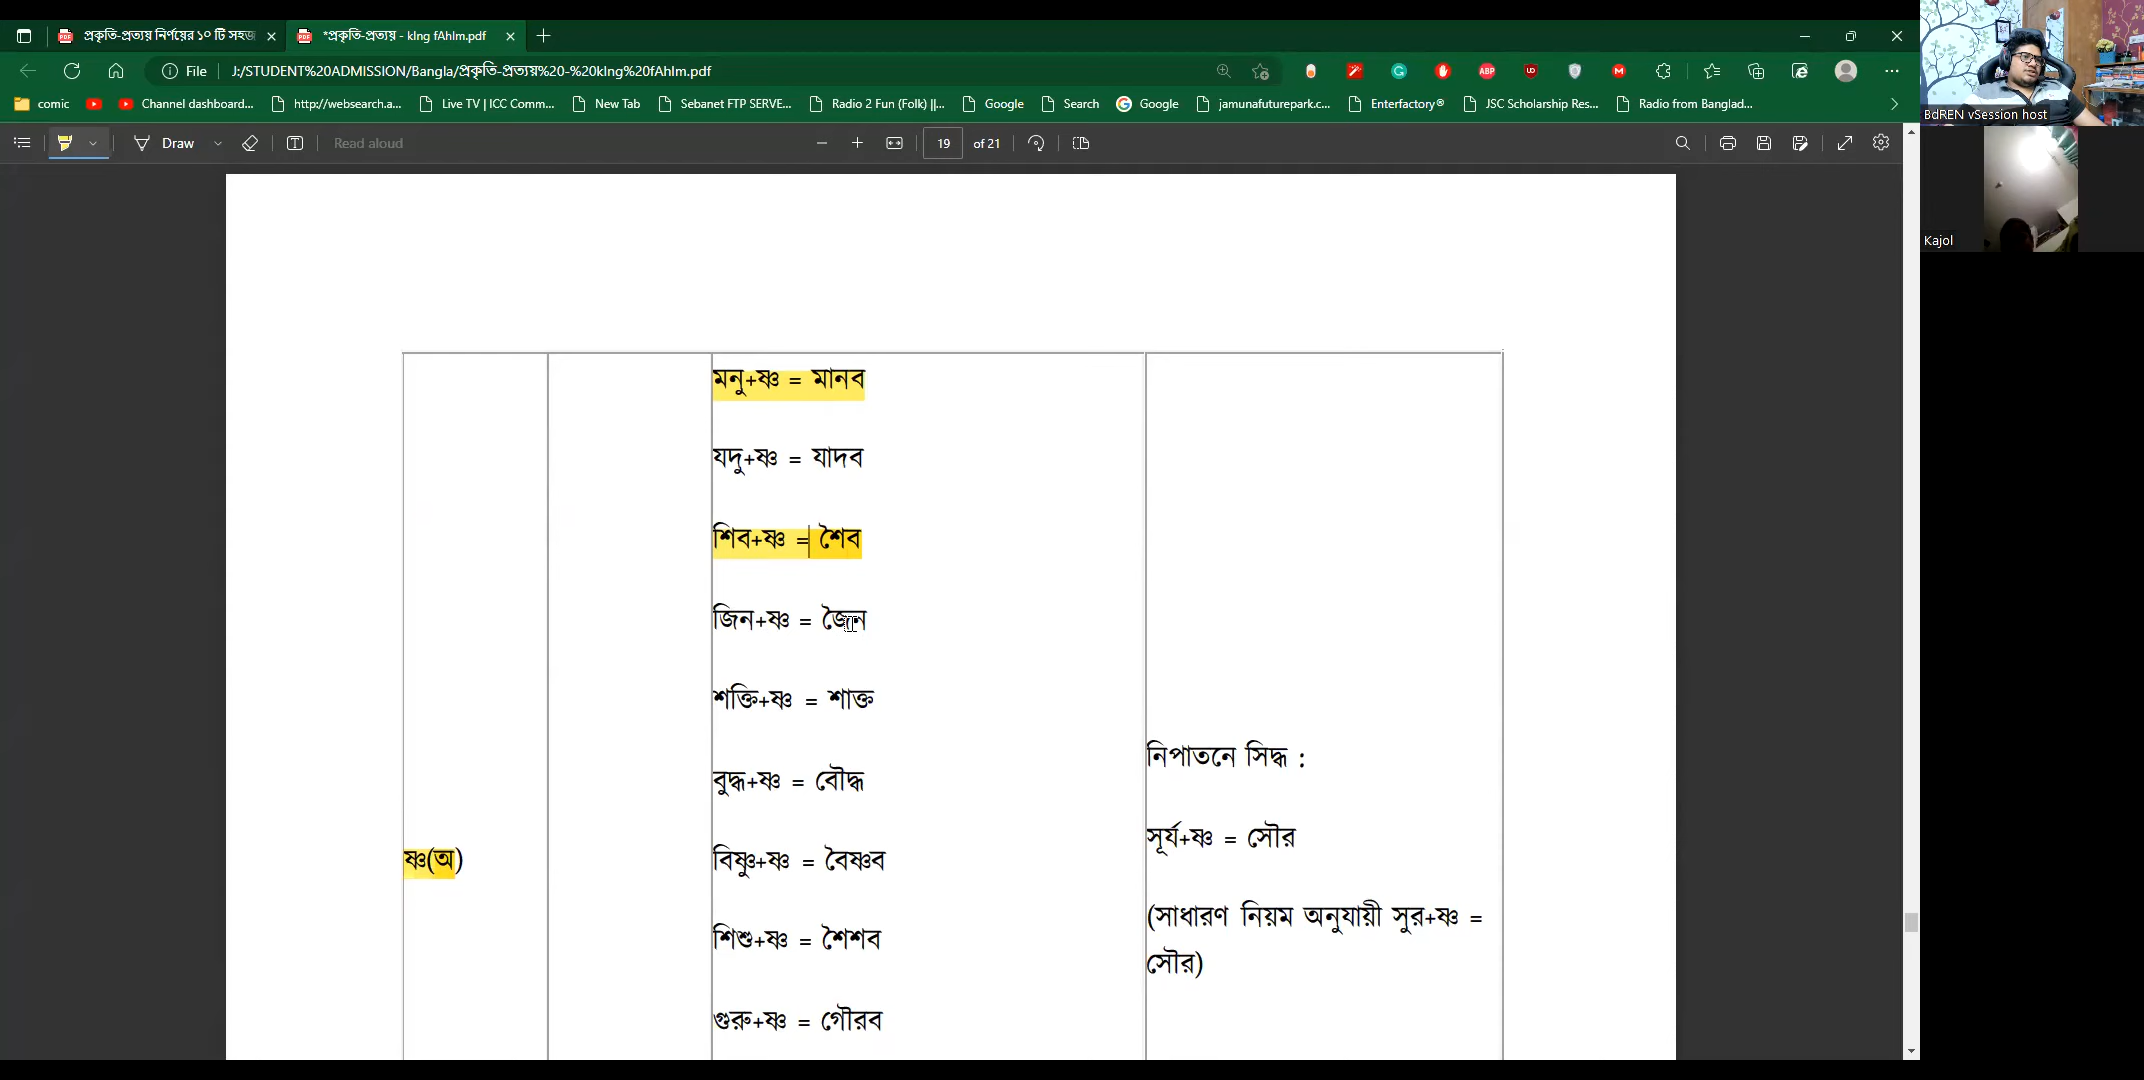 প্রকৃতি-প্রত্যয় নির্ণয়ের ১০ টি সহজ
*প্রকৃতি-প্রত্যয় - kIng fAhIm.pdf
File
J:/STUDENT%20ADMISSION/Bangla/প্রকৃতি-প্রত্যয়%20-%20kIng%20fAhIm.pdf
comic
Channel dashboard...
http://websearch.a...
Live TV | ICC Comm...
New Tab
Sebanet FTP SERVE...
Radio 2 Fun (Folk) ||...
Google
Search
Google
jamunafuturepark.c...
Enterfactory®
JSC Scholarship Res...
Radio from Banglad...
Draw
Read aloud
19 of 21
BdREN vSession host
Kajol
মনু+ষ্ণ = মানব
যদু+ষ্ণ = যাদব
শিব+ষ্ণ = শৈব
জিন+ষ্ণ = জৈন
শক্তি+ষ্ণ = শাক্ত
বুদ্ধ+ষ্ণ = বৌদ্ধ
বিষ্ণু+ষ্ণ = বৈষ্ণব
শিশু+ষ্ণ = শৈশব
গুরু+ষ্ণ = গৌরব
ষ্ণ(অ)
নিপাতনে সিদ্ধ :
সূর্য+ষ্ণ = সৌর
(সাধারণ নিয়ম অনুযায়ী সুর+ষ্ণ =
সৌর)